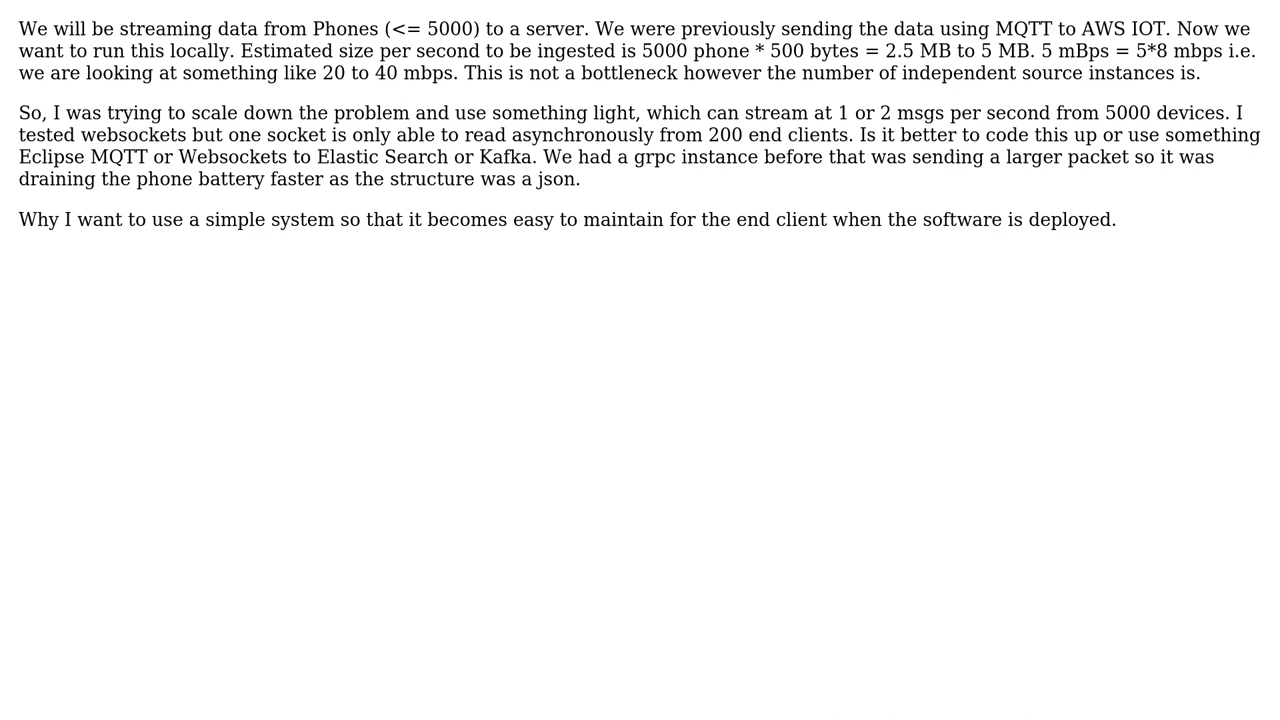 We will be streaming data from Phones (<= 5000) to a server. We were previously sending the data using MQTT to AWS IOT. Now we
want to run this locally. Estimated size per second to be ingested is 5000 phone * 500 bytes = 2.5 MB to 5 MB. 5 mBps = 5*8 mbps i.e.
we are looking at something like 20 to 40 mbps. This is not a bottleneck however the number of independent source instances is.
So, I was trying to scale down the problem and use something light, which can stream at 1 or 2 msgs per second from 5000 devices. I
tested websockets but one socket is only able to read asynchronously from 200 end clients. Is it better to code this up or use something
Eclipse MQTT or Websockets to Elastic Search or Kafka. We had a grpc instance before that was sending a larger packet so it was
draining the phone battery faster as the structure was a json.
Why I want to use a simple system so that it becomes easy to maintain for the end client when the software is deployed.